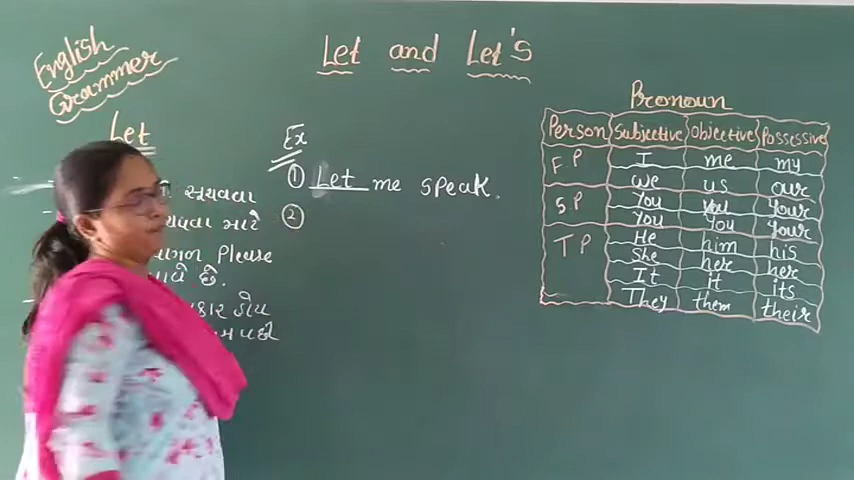 English
Grammer
Let and Let's
Let
સૂચવવા
માટે
Please
છે.
હોય
Ex
① Let me speak.
②
Pronoun
Person Subjective Objective Possessive
F P I me my
we us our
S P You you Your
You You Your
T P He him his
She her her
It it its
They them their